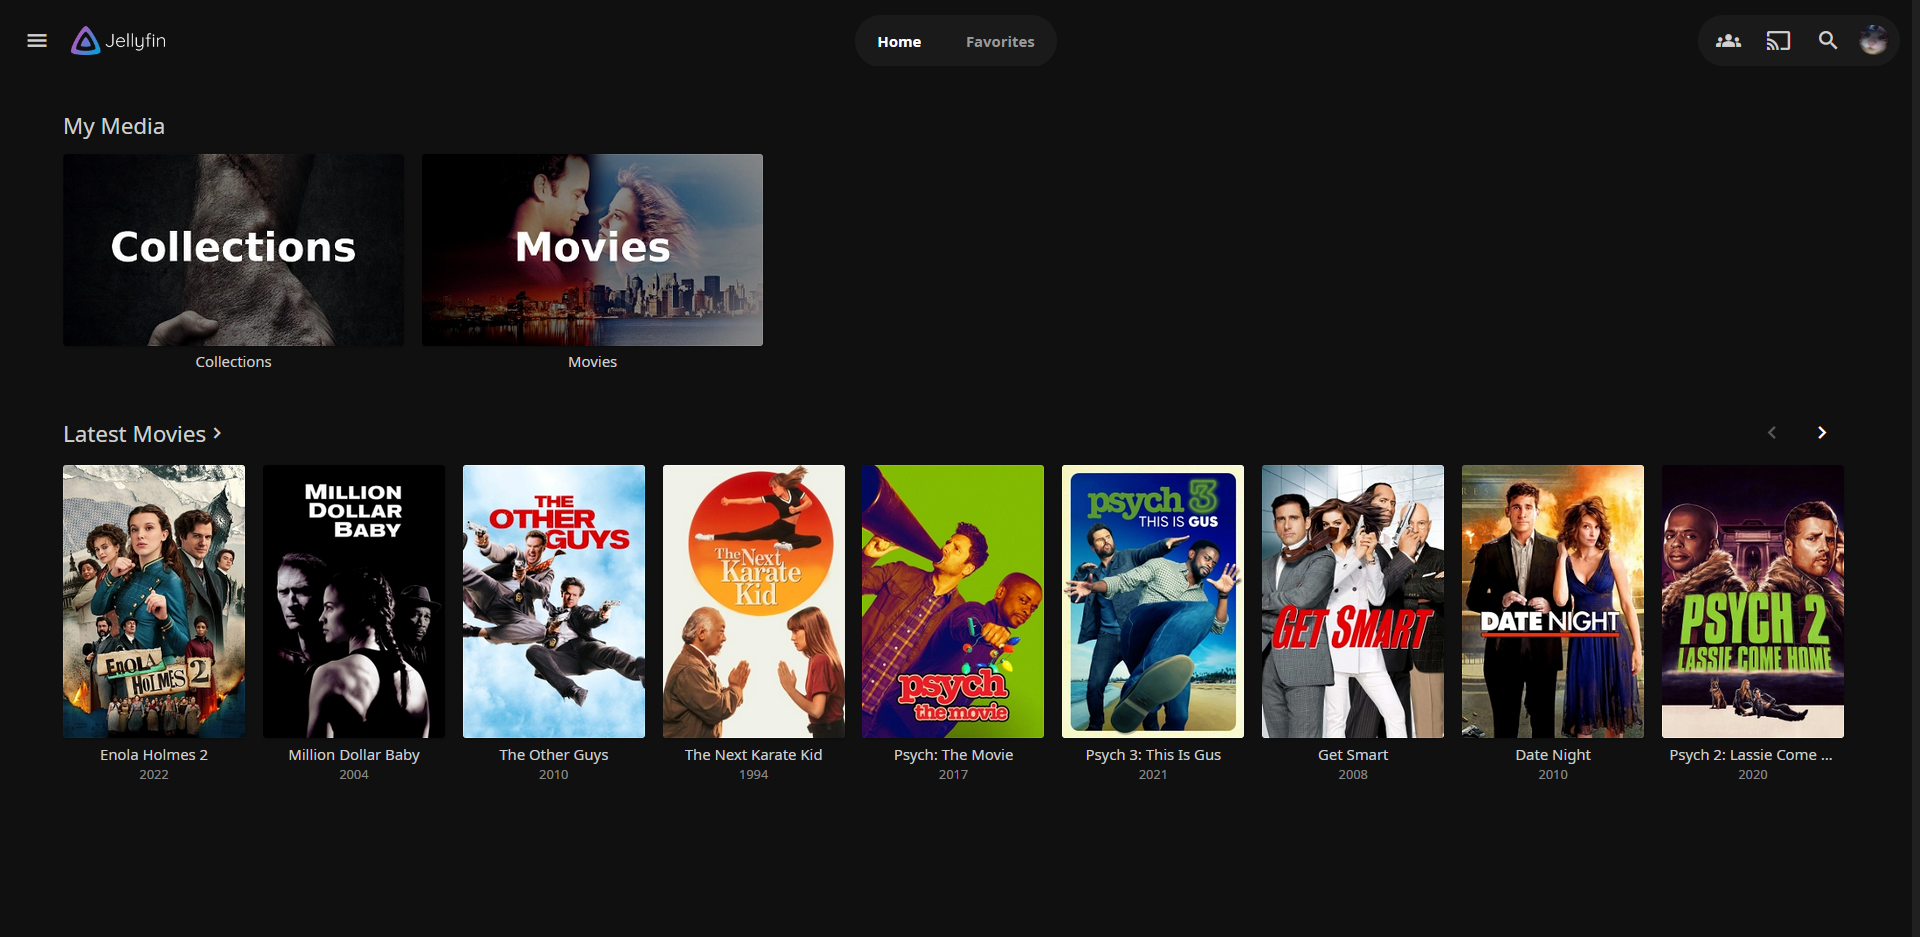 Jellyfin
Home
Favorites
My Media
Collections
Movies
Collections
Movies
Latest Movies
ENOLA
HOLMES 2
MILLION
DOLLAR
BABY
THE
OTHER
GUYS
The Next
Karate
Kid
psych
the movie
psych 3
THIS IS GUS
GET SMART
DATE NIGHT
PSYCH 2
LASSIE COME HOME
Enola Holmes 2
2022
Million Dollar Baby
2004
The Other Guys
2010
The Next Karate Kid
1994
Psych: The Movie
2017
Psych 3: This Is Gus
2021
Get Smart
2008
Date Night
2010
Psych 2: Lassie Come ...
2020